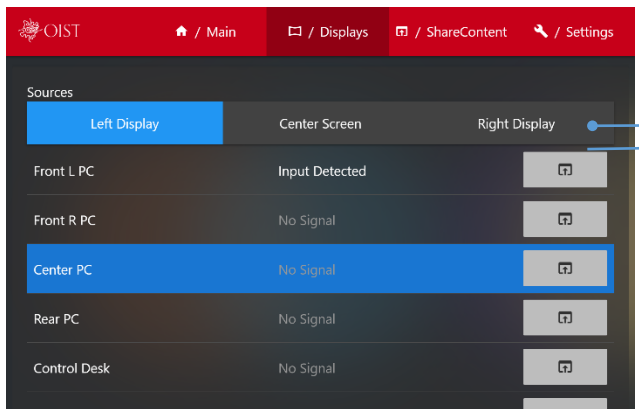 OIST / Main / Displays / ShareContent / Settings
Sources
Left Display Center Screen Right Display
Front L PC Input Detected
Front R PC No Signal
Center PC No Signal
Rear PC No Signal
Control Desk No Signal